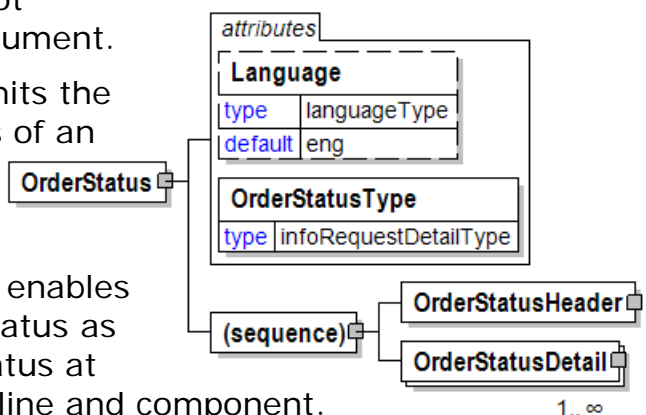 ument.
nits the
s of an
enables
tatus as
atus at
line and component.
attributes
Language
type languageType
default eng
OrderStatus
OrderStatusType
type infoRequestDetailType
(sequence)
OrderStatusHeader
OrderStatusDetail
1..∞